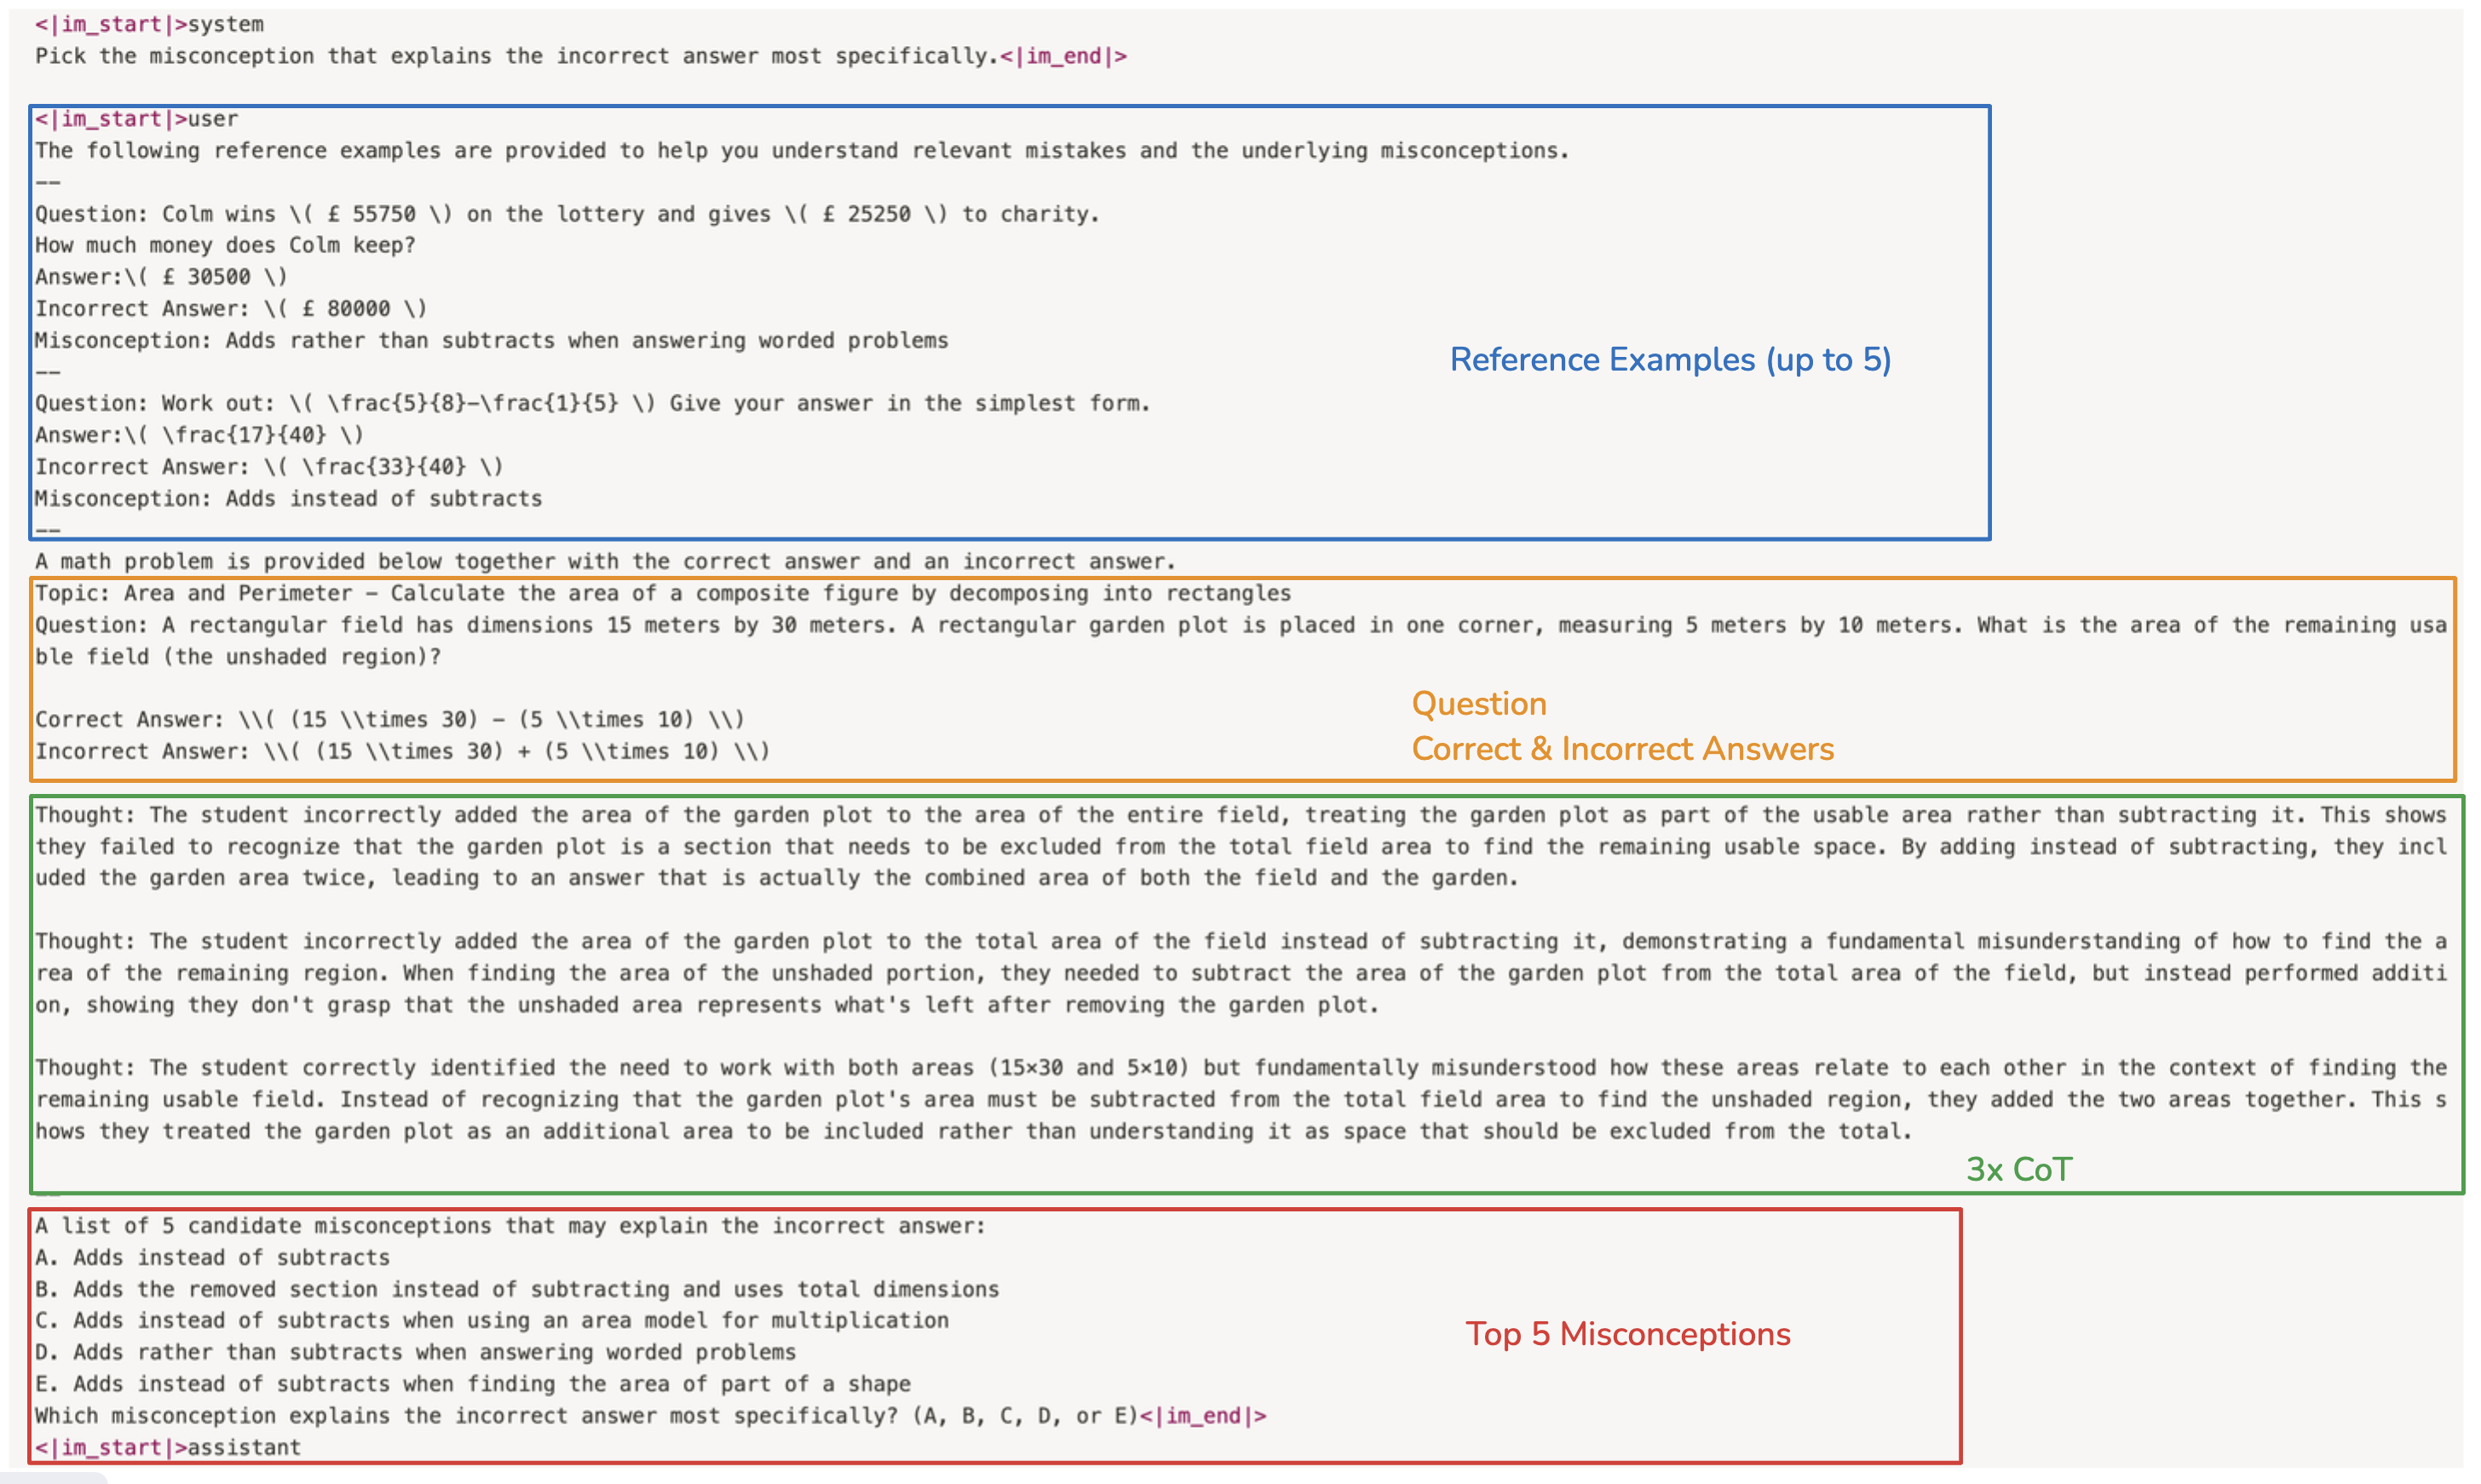 <|im_start|>system
Pick the misconception that explains the incorrect answer most specifically.<|im_end|>
<|im_start|>user
The following reference examples are provided to help you understand relevant mistakes and the underlying misconceptions.
——
Question: Colm wins \( £ 55750 \) on the lottery and gives \( £ 25250 \) to charity.
How much money does Colm keep?
Answer:\( £ 30500 \)
Incorrect Answer: \( £ 80000 \)
Misconception: Adds rather than subtracts when answering worded problems
Reference Examples (up to 5)
——
Question: Work out: \( \frac{5}{8}-\frac{1}{5} \) Give your answer in the simplest form.
Answer:\( \frac{17}{40} \)
Incorrect Answer: \( \frac{33}{40} \)
Misconception: Adds instead of subtracts
——
A math problem is provided below together with the correct answer and an incorrect answer.
Topic: Area and Perimeter - Calculate the area of a composite figure by decomposing into rectangles
Question: A rectangular field has dimensions 15 meters by 30 meters. A rectangular garden plot is placed in one corner, measuring 5 meters by 10 meters. What is the area of the remaining usa
ble field (the unshaded region)?
Question
Correct Answer: \\( (15 \\times 30) - (5 \\times 10) \\)
Incorrect Answer: \\( (15 \\times 30) + (5 \\times 10) \\)
Correct & Incorrect Answers
Thought: The student incorrectly added the area of the garden plot to the area of the entire field, treating the garden plot as part of the usable area rather than subtracting it. This shows
they failed to recognize that the garden plot is a section that needs to be excluded from the total field area to find the remaining usable space. By adding instead of subtracting, they incl
uded the garden area twice, leading to an answer that is actually the combined area of both the field and the garden.
Thought: The student incorrectly added the area of the garden plot to the total area of the field instead of subtracting it, demonstrating a fundamental misunderstanding of how to find the a
rea of the remaining region. When finding the area of the unshaded portion, they needed to subtract the area of the garden plot from the total area of the field, but instead performed additi
on, showing they don't grasp that the unshaded area represents what's left after removing the garden plot.
Thought: The student correctly identified the need to work with both areas (15×30 and 5×10) but fundamentally misunderstood how these areas relate to each other in the context of finding the
remaining usable field. Instead of recognizing that the garden plot's area must be subtracted from the total field area to find the unshaded region, they added the two areas together. This s
hows they treated the garden plot as an additional area to be included rather than understanding it as space that should be excluded from the total.
3x CoT
——
A list of 5 candidate misconceptions that may explain the incorrect answer:
A. Adds instead of subtracts
B. Adds the removed section instead of subtracting and uses total dimensions
C. Adds instead of subtracts when using an area model for multiplication
Top 5 Misconceptions
D. Adds rather than subtracts when answering worded problems
E. Adds instead of subtracts when finding the area of part of a shape
Which misconception explains the incorrect answer most specifically? (A, B, C, D, or E)<|im_end|>
<|im_start|>assistant